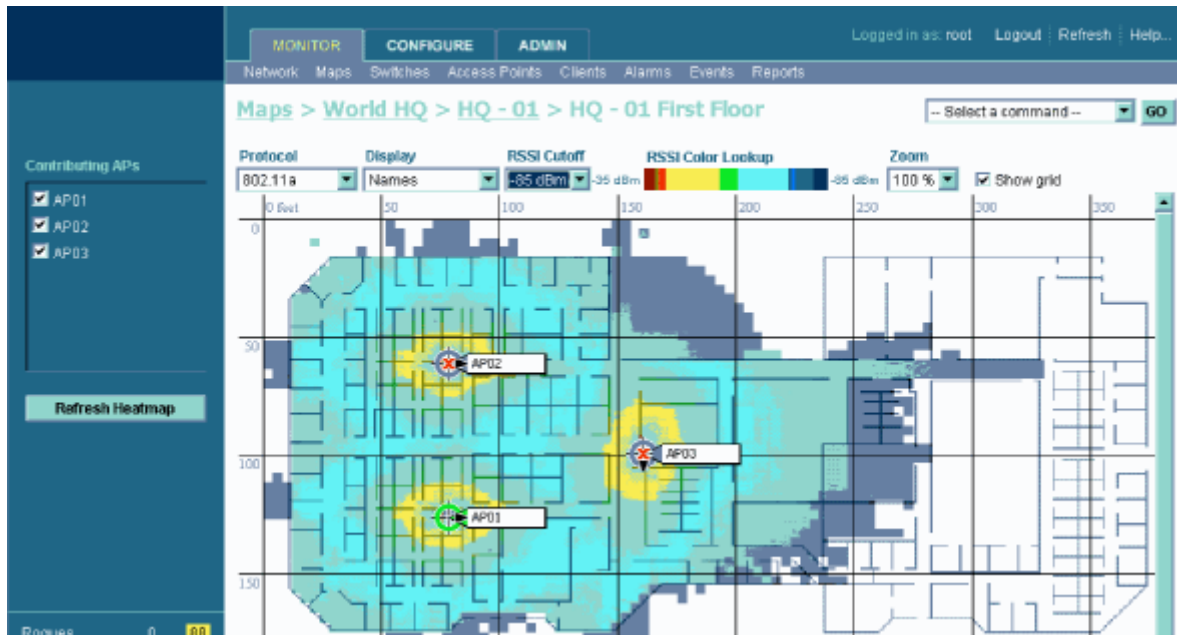 MONITOR CONFIGURE ADMIN
Logged in as: root Logout Refresh Help...
Network Maps Switches Access Points Clients Alarms Events Reports
Maps > World HQ > HQ - 01 > HQ - 01 First Floor
-- Select a command -- GO
Contributing APs
AP01
AP02
AP03
Refresh Heatmap
Protocol Display RSSI Cutoff RSSI Color Lookup Zoom
802.11a Names -85 dBm -35 dBm -85 dBm 100 % Show grid
0 feet 50 100 150 200 250 300 350
0
50
AP02
AP03
100
AP01
150
Rogues 0 88